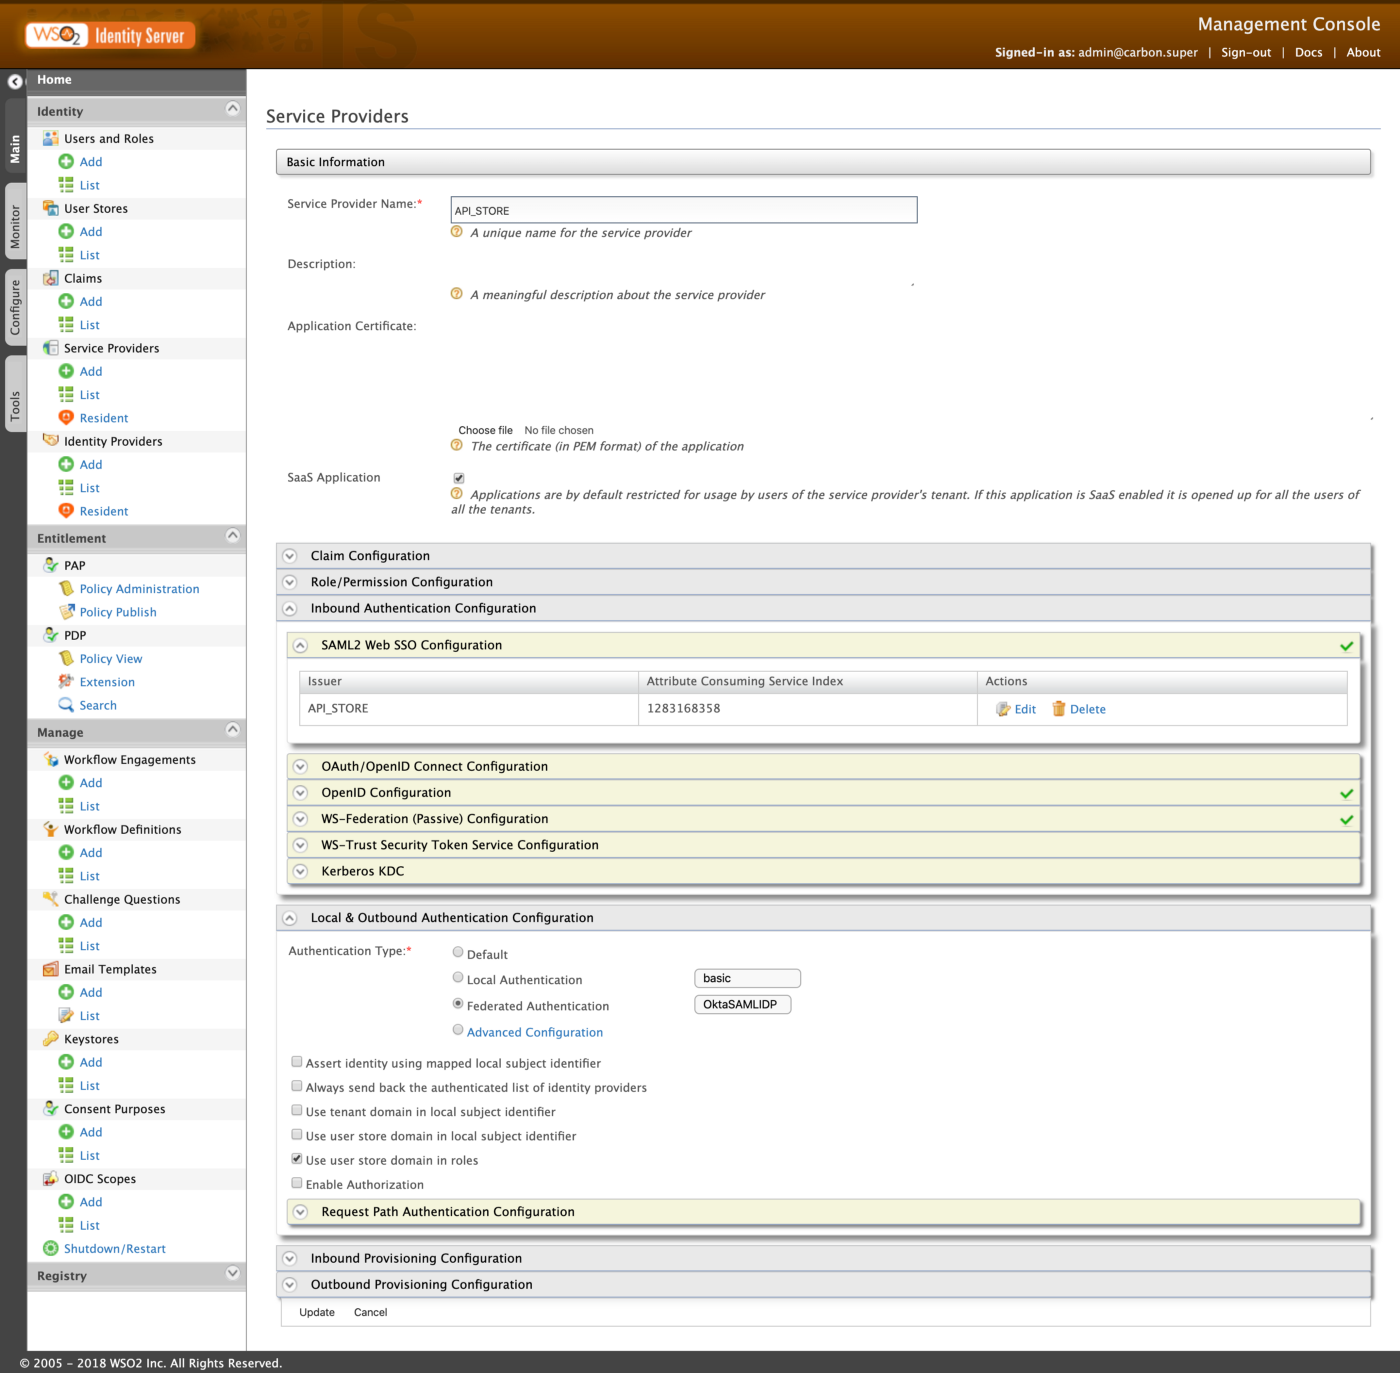 WSO2 Identity Server
Management Console
Signed-in as: admin@carbon.super | Sign-out | Docs | About
Main
Monitor
Configure
Tools
Home
Identity
Users and Roles
Add
List
User Stores
Add
List
Claims
Add
List
Service Providers
Add
List
Resident
Identity Providers
Add
List
Resident
Entitlement
PAP
Policy Administration
Policy Publish
PDP
Policy View
Extension
Search
Manage
Workflow Engagements
Add
List
Workflow Definitions
Add
List
Challenge Questions
Add
List
Email Templates
Add
List
Keystores
Add
List
Consent Purposes
Add
List
OIDC Scopes
Add
List
Shutdown/Restart
Registry
Service Providers
Basic Information
Service Provider Name:* API_STORE
A unique name for the service provider
Description:
A meaningful description about the service provider
Application Certificate:
Choose file No file chosen
The certificate (in PEM format) of the application
SaaS Application
Applications are by default restricted for usage by users of the service provider's tenant. If this application is SaaS enabled it is opened up for all the users of
all the tenants.
Claim Configuration
Role/Permission Configuration
Inbound Authentication Configuration
SAML2 Web SSO Configuration
Issuer Attribute Consuming Service Index Actions
API_STORE 1283168358 Edit Delete
OAuth/OpenID Connect Configuration
OpenID Configuration
WS-Federation (Passive) Configuration
WS-Trust Security Token Service Configuration
Kerberos KDC
Local & Outbound Authentication Configuration
Authentication Type:* Default
Local Authentication basic
Federated Authentication OktaSAMLIDP
Advanced Configuration
Assert identity using mapped local subject identifier
Always send back the authenticated list of identity providers
Use tenant domain in local subject identifier
Use user store domain in local subject identifier
Use user store domain in roles
Enable Authorization
Request Path Authentication Configuration
Inbound Provisioning Configuration
Outbound Provisioning Configuration
Update Cancel
© 2005 - 2018 WSO2 Inc. All Rights Reserved.